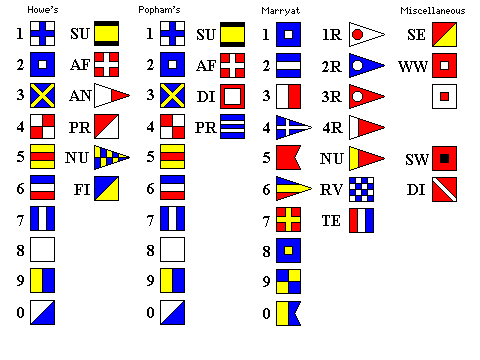 Howe's Popham's Marryat Miscellaneous
1 SU 1 SU 1 1R SE
2 AF 2 AF 2 2R WW
3 AN 3 DI 3 3R
4 PR 4 PR 4 4R
5 NU 5 5 NU SW
6 FI 6 6 RV DI
7 7 7 TE
8 8 8
9 9 9
0 0 0